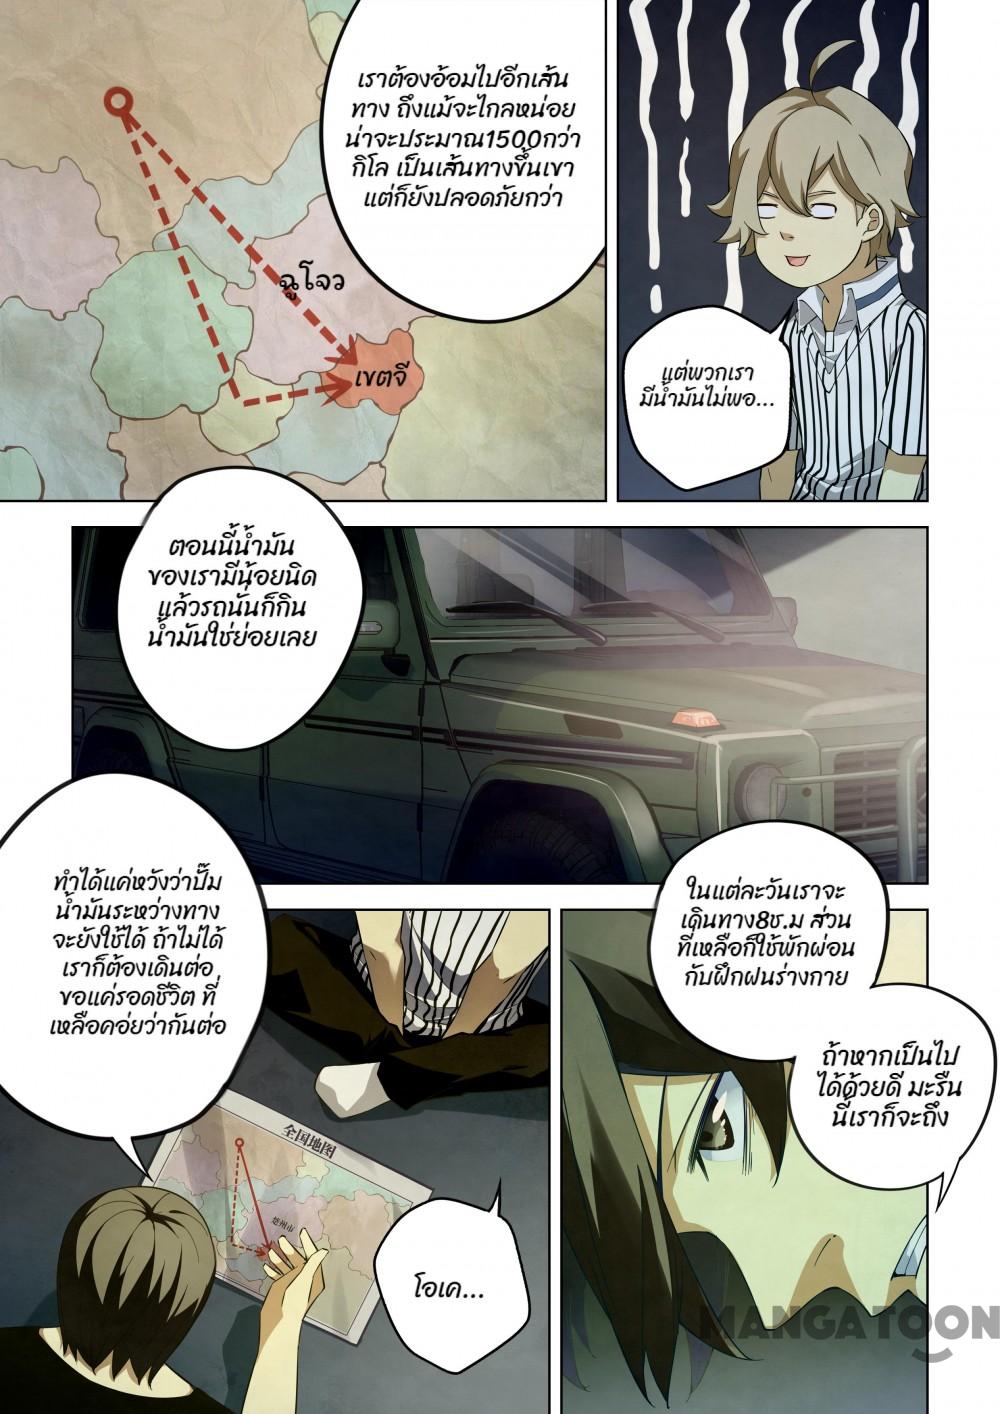 เราต้องอ้อมไปอีกเส้น
ทาง ถึงแม้จะไกลหน่อย
น่าจะประมาณ1500กว่า
กิโล เป็นเส้นทางขึ้นเขา
แต่ก็ยังปลอดภัยกว่า
ฉูโจว
เขตจี
แต่พวกเรา
มีน้ำมันไม่พอ...
ตอนนี้น้ำมัน
ของเรามีน้อยนิด
แล้วรถนั่นก็กิน
น้ำมันใช่ย่อยเลย
ทำได้แค่หวังว่าปั๊ม
น้ำมันระหว่างทาง
จะยังใช้ได้ ถ้าไม่ได้
เราก็ต้องเดินต่อ
ขอแค่รอดชีวิต ที่
เหลือคอ่ยว่ากันต่อ
ในแต่ละวันเราจะ
เดินทาง8ช.ม ส่วน
ที่เหลือก็ใช้พักผ่อน
กับฝึกฝนร่างกาย
ถ้าหากเป็นไป
ได้ด้วยดี มะรืน
นี้เราก็จะถึง
全国地图
楚州市
โอเค...
MANGATOON